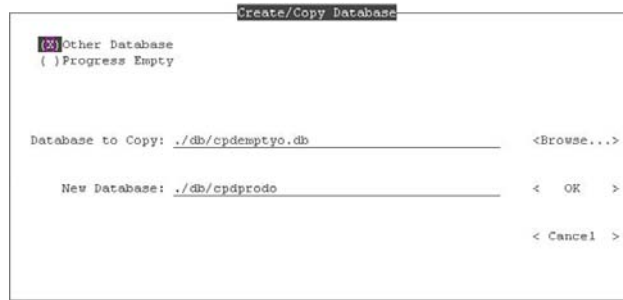 Create/Copy Database
(X)Other Database
( )Progress Empty
Database to Copy: ./db/cpdemptyo.db <Browse...>
New Database: ./db/cpdprodo < OK >
< Cancel >